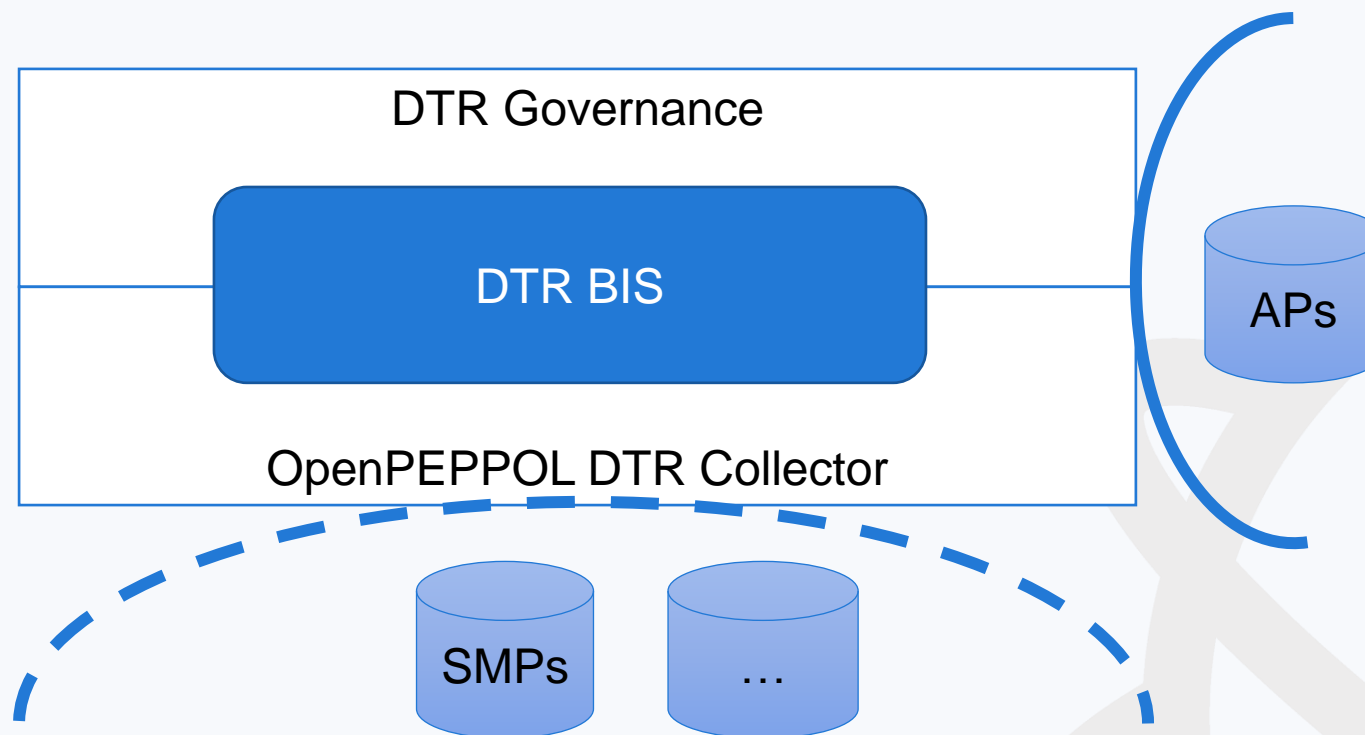 DTR Governance
DTR BIS
APs
OpenPEPPOL DTR Collector
SMPs
…